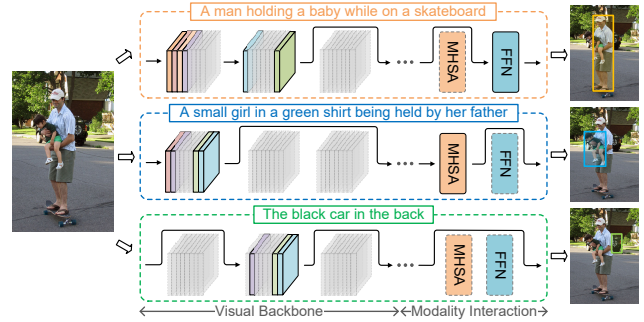 A man holding a baby while on a skateboard
MHSA
FFN
A small girl in a green shirt being held by her father
MHSA
FFN
The black car in the back
MHSA
FFN
Visual Backbone
Modality Interaction